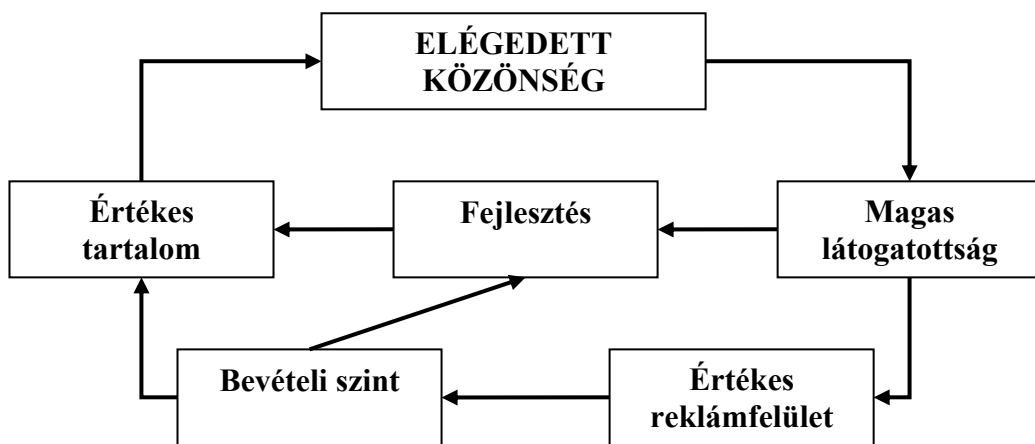 ELÉGEDETT
KÖZÖNSÉG
Értékes
tartalom
Fejlesztés
Magas
látogatottság
Bevételi szint
Értékes
reklámfelület